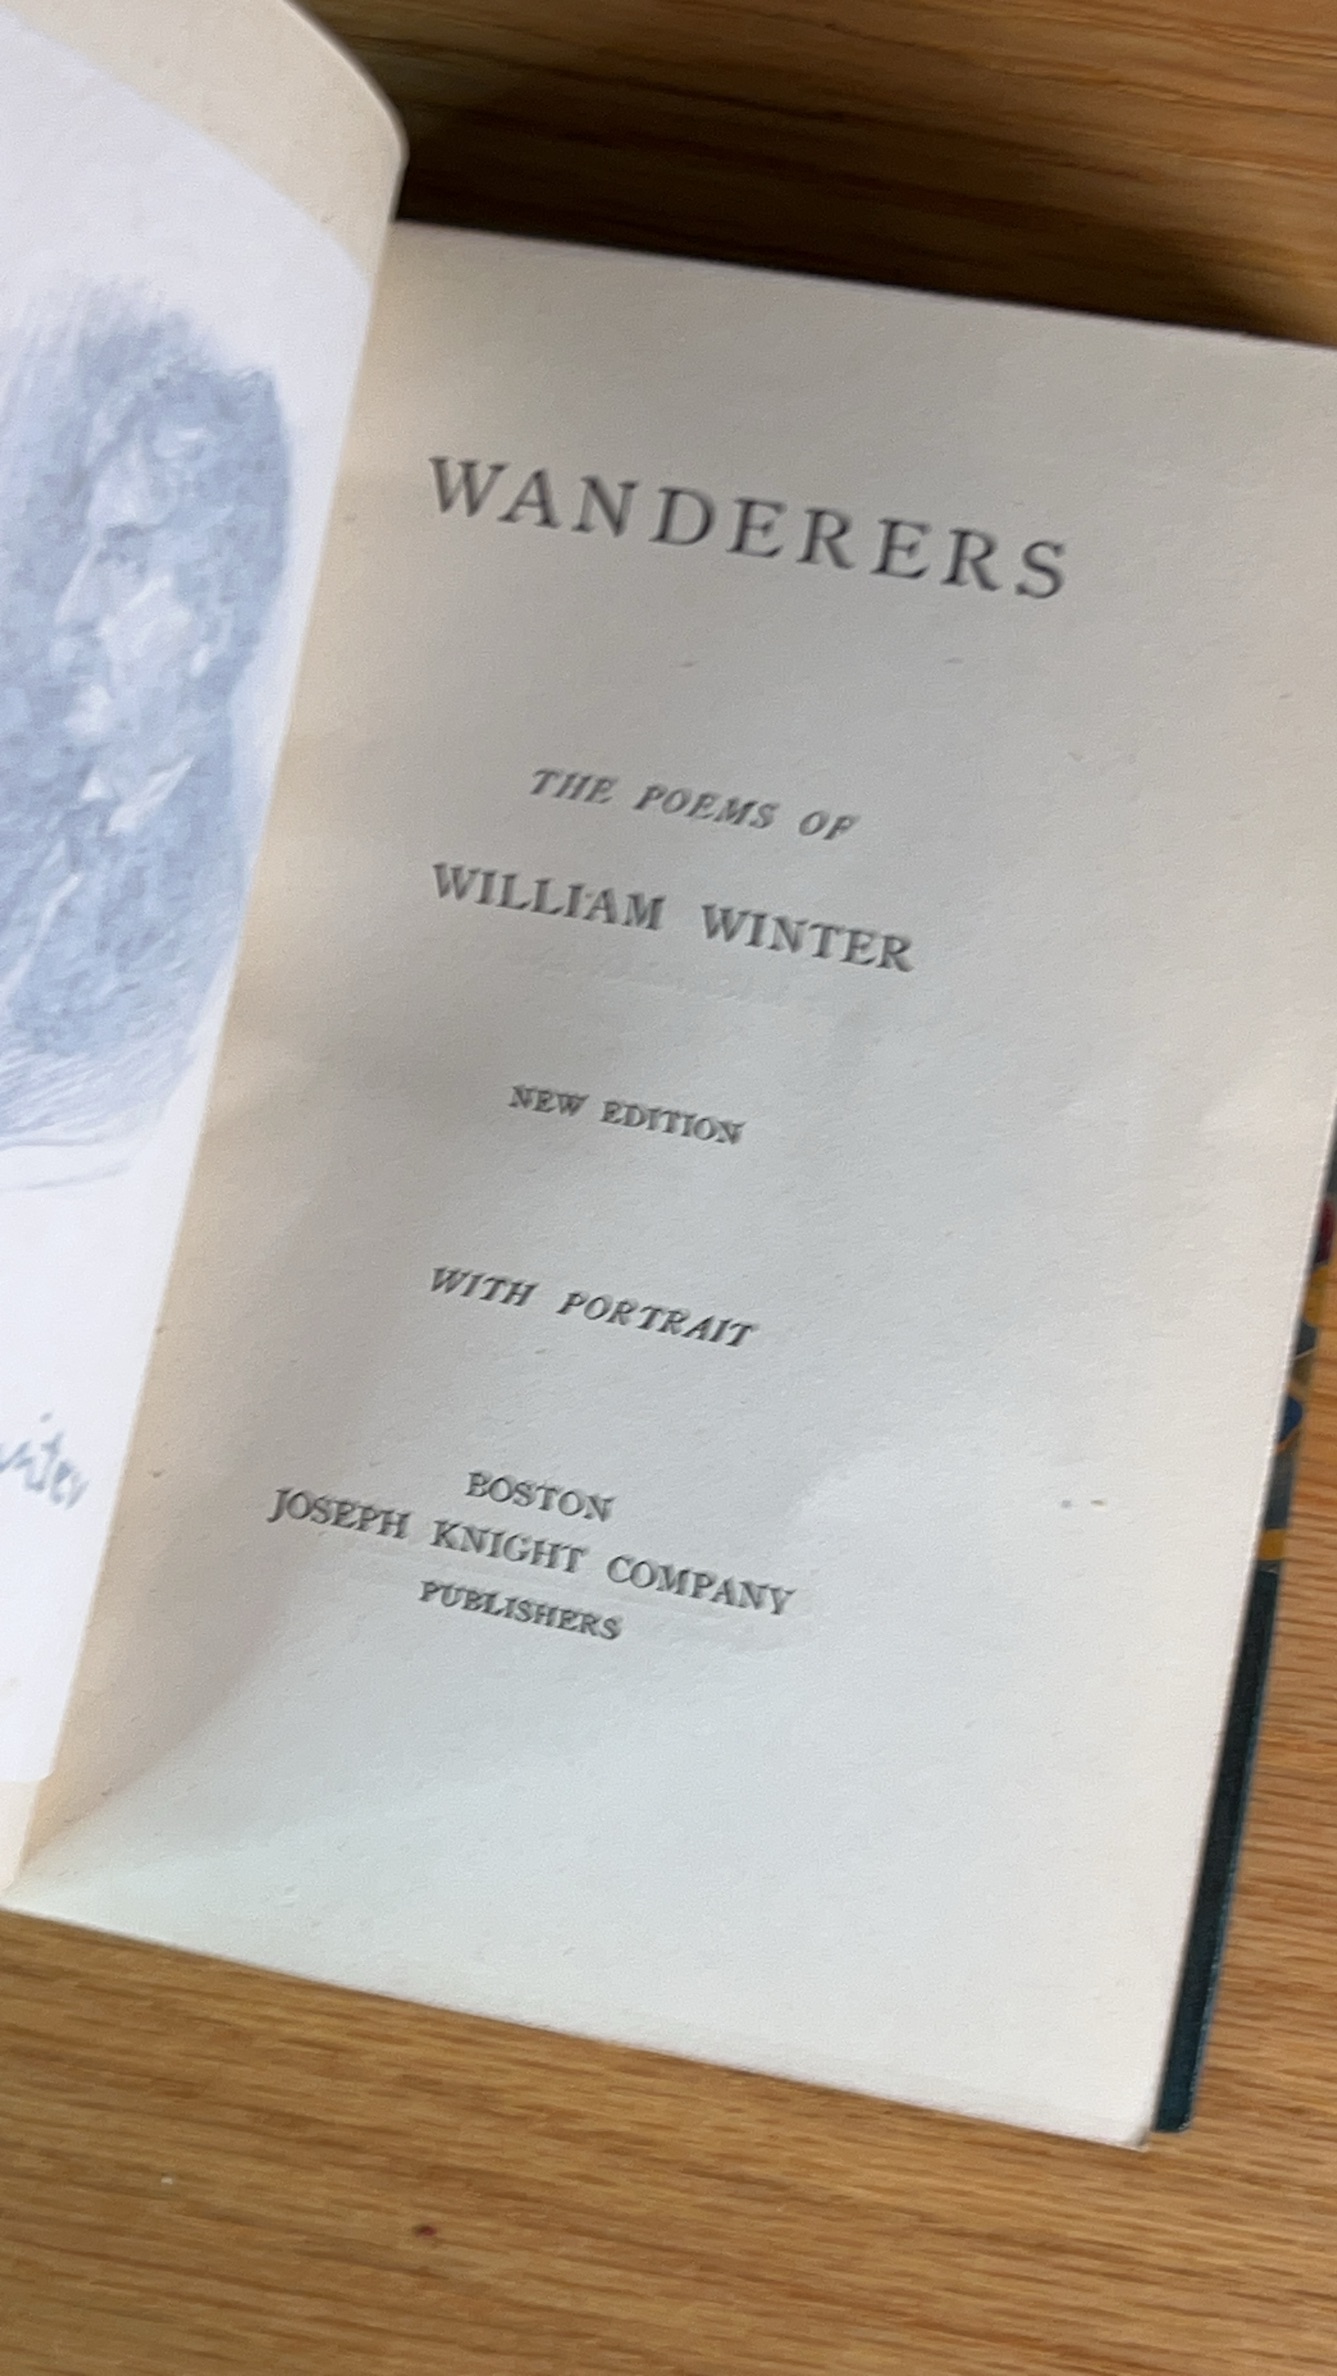 WANDERERS
THE POEMS OF
WILLIAM WINTER
NEW EDITION
WITH PORTRAIT
BOSTON
JOSEPH KNIGHT COMPANY
PUBLISHERS